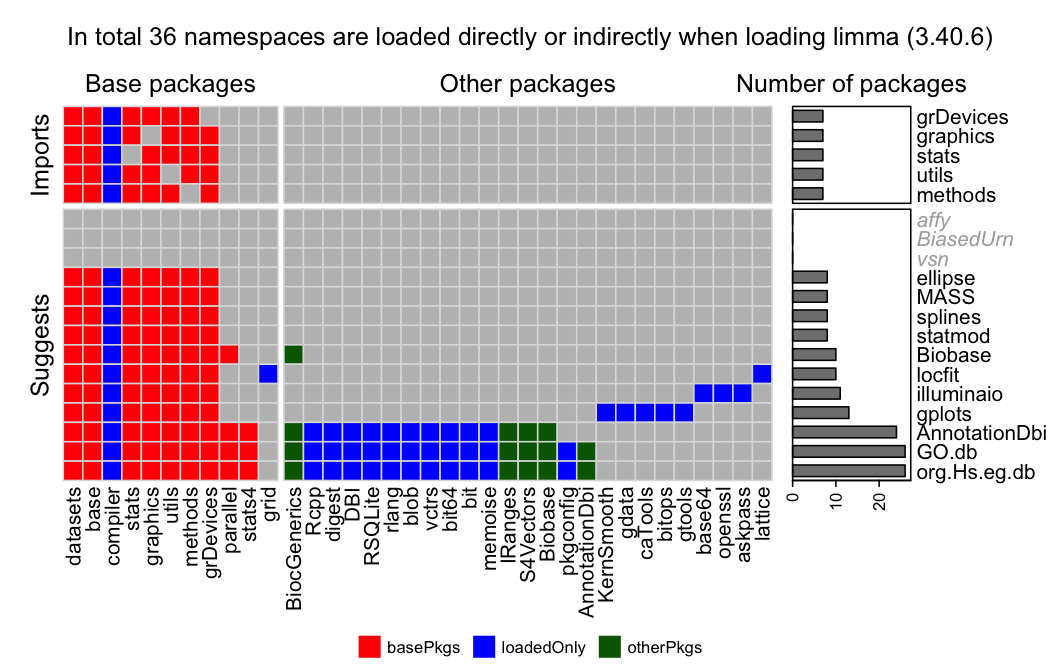 In total 36 namespaces are loaded directly or indirectly when loading limma (3.40.6)
Base packages
Other packages
Number of packages
Imports
grDevices
graphics
stats
utils
methods
Suggests
affy
BiasedUrn
vsn
ellipse
MASS
splines
statmod
Biobase
locfit
illuminaio
gplots
AnnotationDbi
GO.db
org.Hs.eg.db
datasets
base
compiler
stats
graphics
utils
methods
grDevices
parallel
stats4
grid
BiocGenerics
Rcpp
digest
DBI
RSQLite
rlang
blob
vctrs
bit64
bit
memoise
IRanges
S4Vectors
Biobase
pkgconfig
AnnotationDbi
KernSmooth
gdata
caTools
bitops
gtools
base64
openssl
askpass
lattice
0
10
20
basePkgs
loadedOnly
otherPkgs